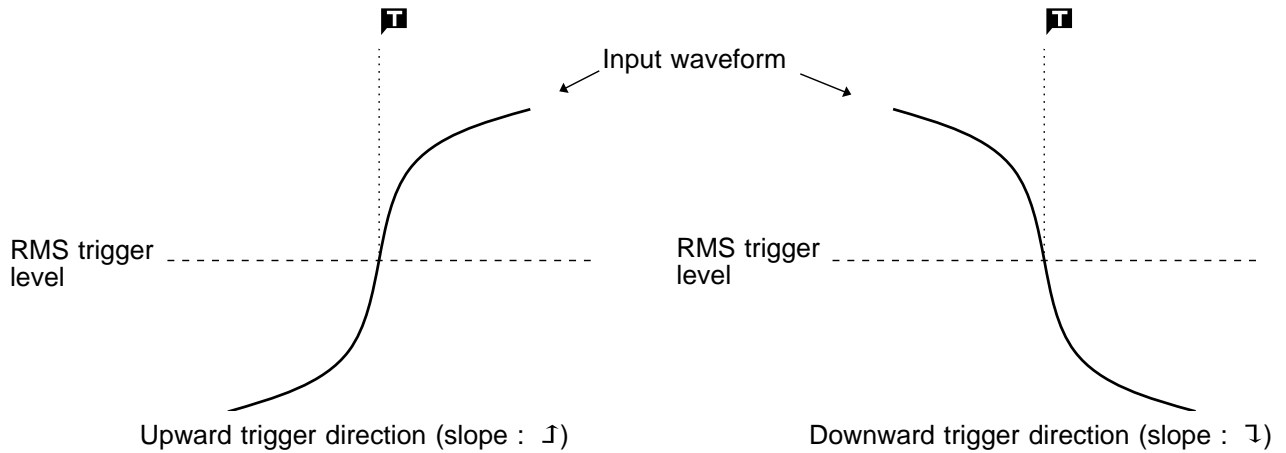 T
T
Input waveform
RMS trigger
level
RMS trigger
level
Upward trigger direction (slope : ↥)
Downward trigger direction (slope : ↴)